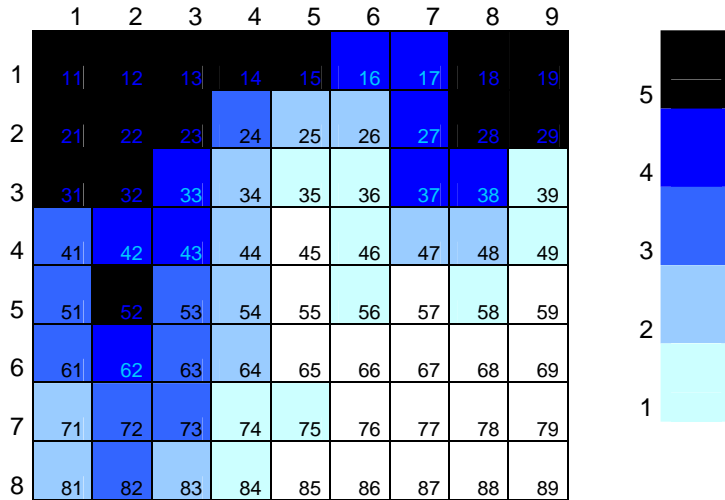 1 2 3 4 5 6 7 8 9
1 11 12 13 14 15 16 17 18 19
2 21 22 23 24 25 26 27 28 29
3 31 32 33 34 35 36 37 38 39
4 41 42 43 44 45 46 47 48 49
5 51 52 53 54 55 56 57 58 59
6 61 62 63 64 65 66 67 68 69
7 71 72 73 74 75 76 77 78 79
8 81 82 83 84 85 86 87 88 89
5
4
3
2
1